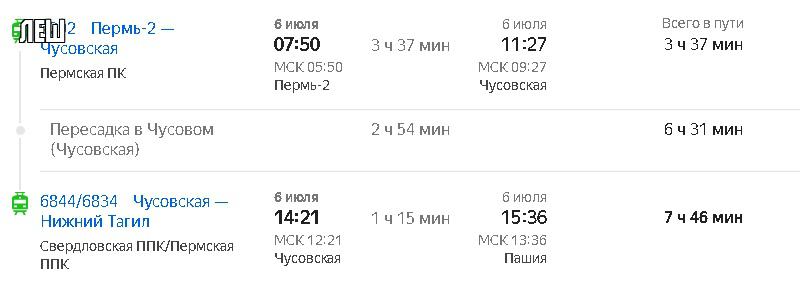 ЛЕШ
Пермь-2 —
Чусовская
Пермская ПК
6 июля
07:50
МСК 05:50
Пермь-2
3 ч 37 мин
6 июля
11:27
МСК 09:27
Чусовская
Всего в пути
3 ч 37 мин
Пересадка в Чусовом
(Чусовская)
2 ч 54 мин
6 ч 31 мин
6844/6834 Чусовская —
Нижний Тагил
Свердловская ППК/Пермская
ППК
6 июля
14:21
МСК 12:21
Чусовская
1 ч 15 мин
6 июля
15:36
МСК 13:36
Пашия
7 ч 46 мин